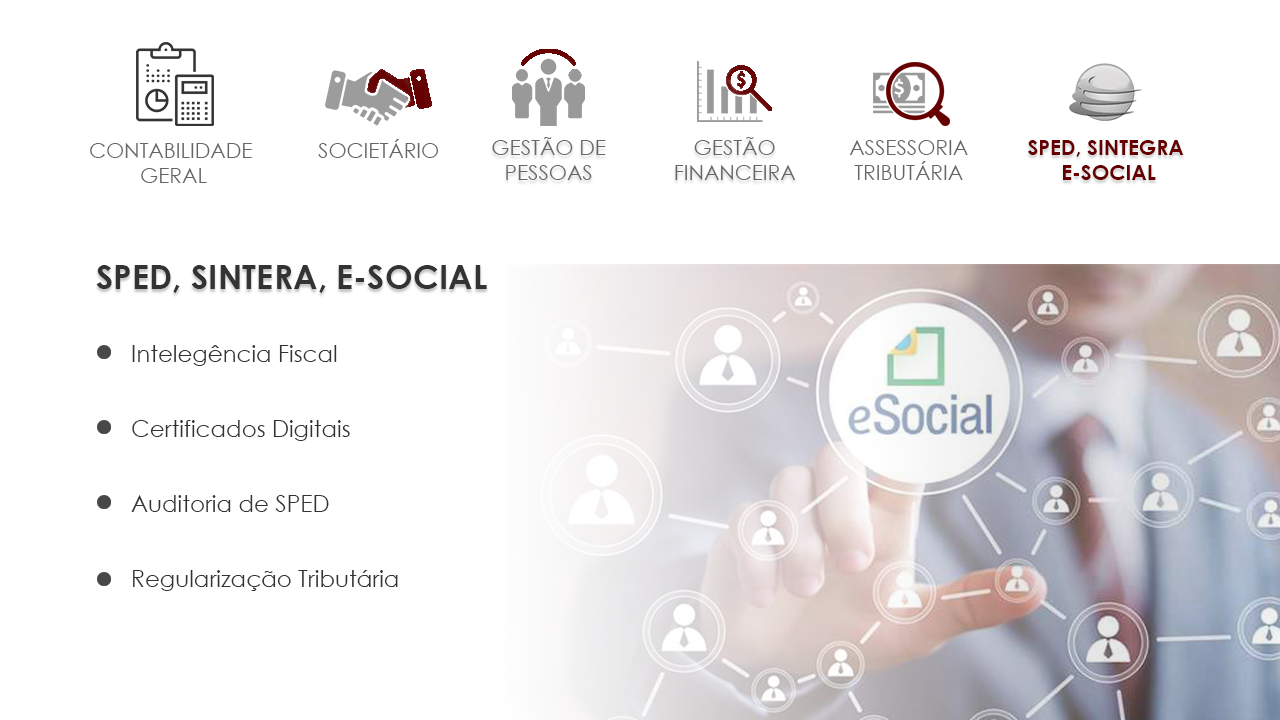 CONTABILIDADE
GERAL
SOCIETÁRIO
GESTÃO DE
PESSOAS
GESTÃO
FINANCEIRA
ASSESSORIA
TRIBUTÁRIA
SPED, SINTEGRA
E-SOCIAL
SPED, SINTERA, E-SOCIAL
Intelegência Fiscal
Certificados Digitais
Auditoria de SPED
Regularização Tributária
eSocial